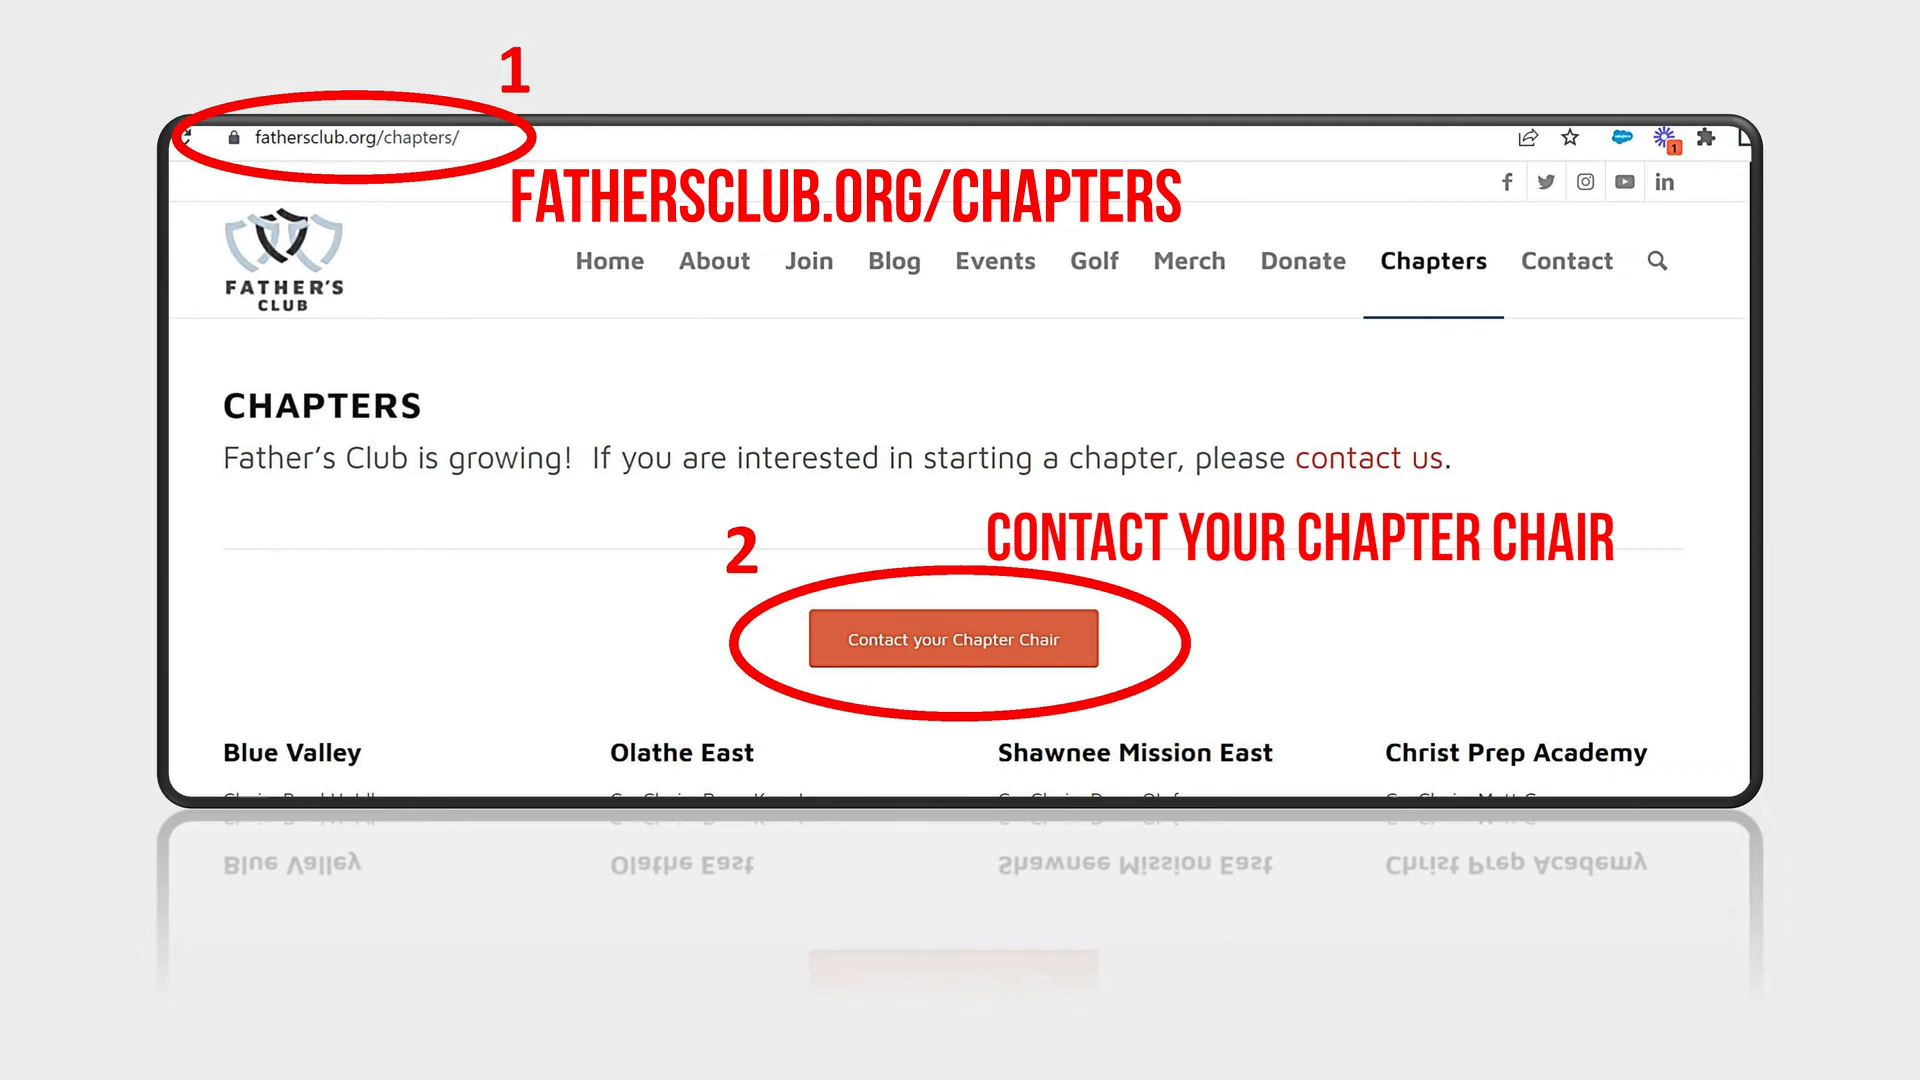 1
fathersclub.org/chapters/
1
FATHERSCLUB.ORG/CHAPTERS
FATHER'S
CLUB
Home About Join Blog Events Golf Merch Donate Chapters Contact
CHAPTERS
Father's Club is growing! If you are interested in starting a chapter, please contact us.
2
CONTACT YOUR CHAPTER CHAIR
Contact your Chapter Chair
Blue Valley Olathe East Shawnee Mission East Christ Prep Academy